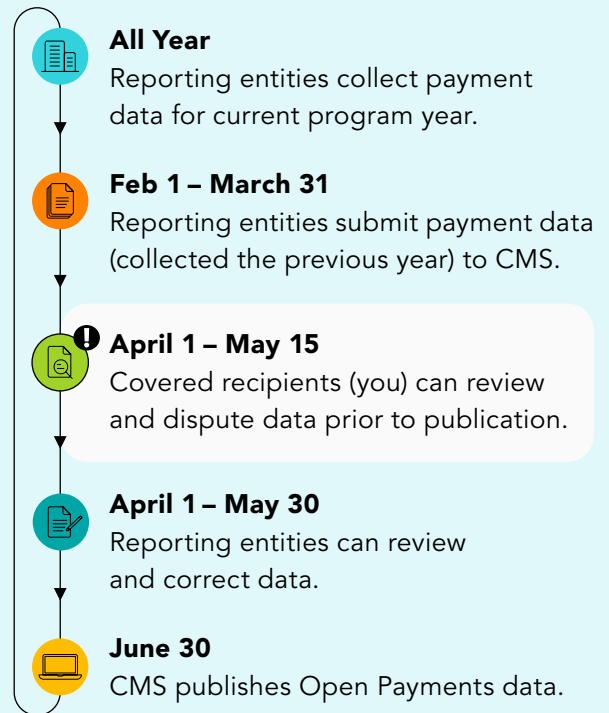 All Year
Reporting entities collect payment
data for current program year.
Feb 1 – March 31
Reporting entities submit payment data
(collected the previous year) to CMS.
April 1 – May 15
Covered recipients (you) can review
and dispute data prior to publication.
April 1 – May 30
Reporting entities can review
and correct data.
June 30
CMS publishes Open Payments data.